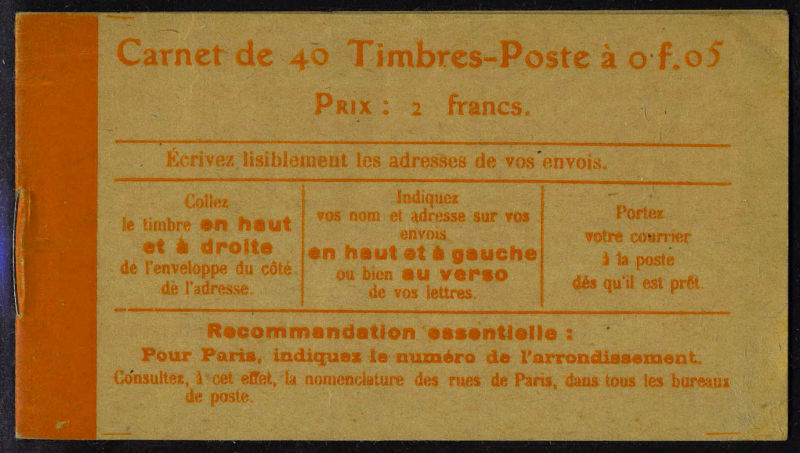 Carnet de 40 Timbres-Poste à 0 f. 05
PRIX : 2 francs.
Écrivez lisiblement les adresses de vos envois.
Collez
le timbre en haut
et à droite
de l'enveloppe du côté
de l'adresse.
Indiquez
vos nom et adresse sur vos
envois
en haut et à gauche
ou bien au verso
de vos lettres.
Portez
votre courrier
à la poste
dès qu'il est prêt.
Recommandation essentielle :
Pour Paris, indiquez le numéro de l'arrondissement.
Consultez, à cet effet, la nomenclature des rues de Paris, dans tous les bureaux
de poste.